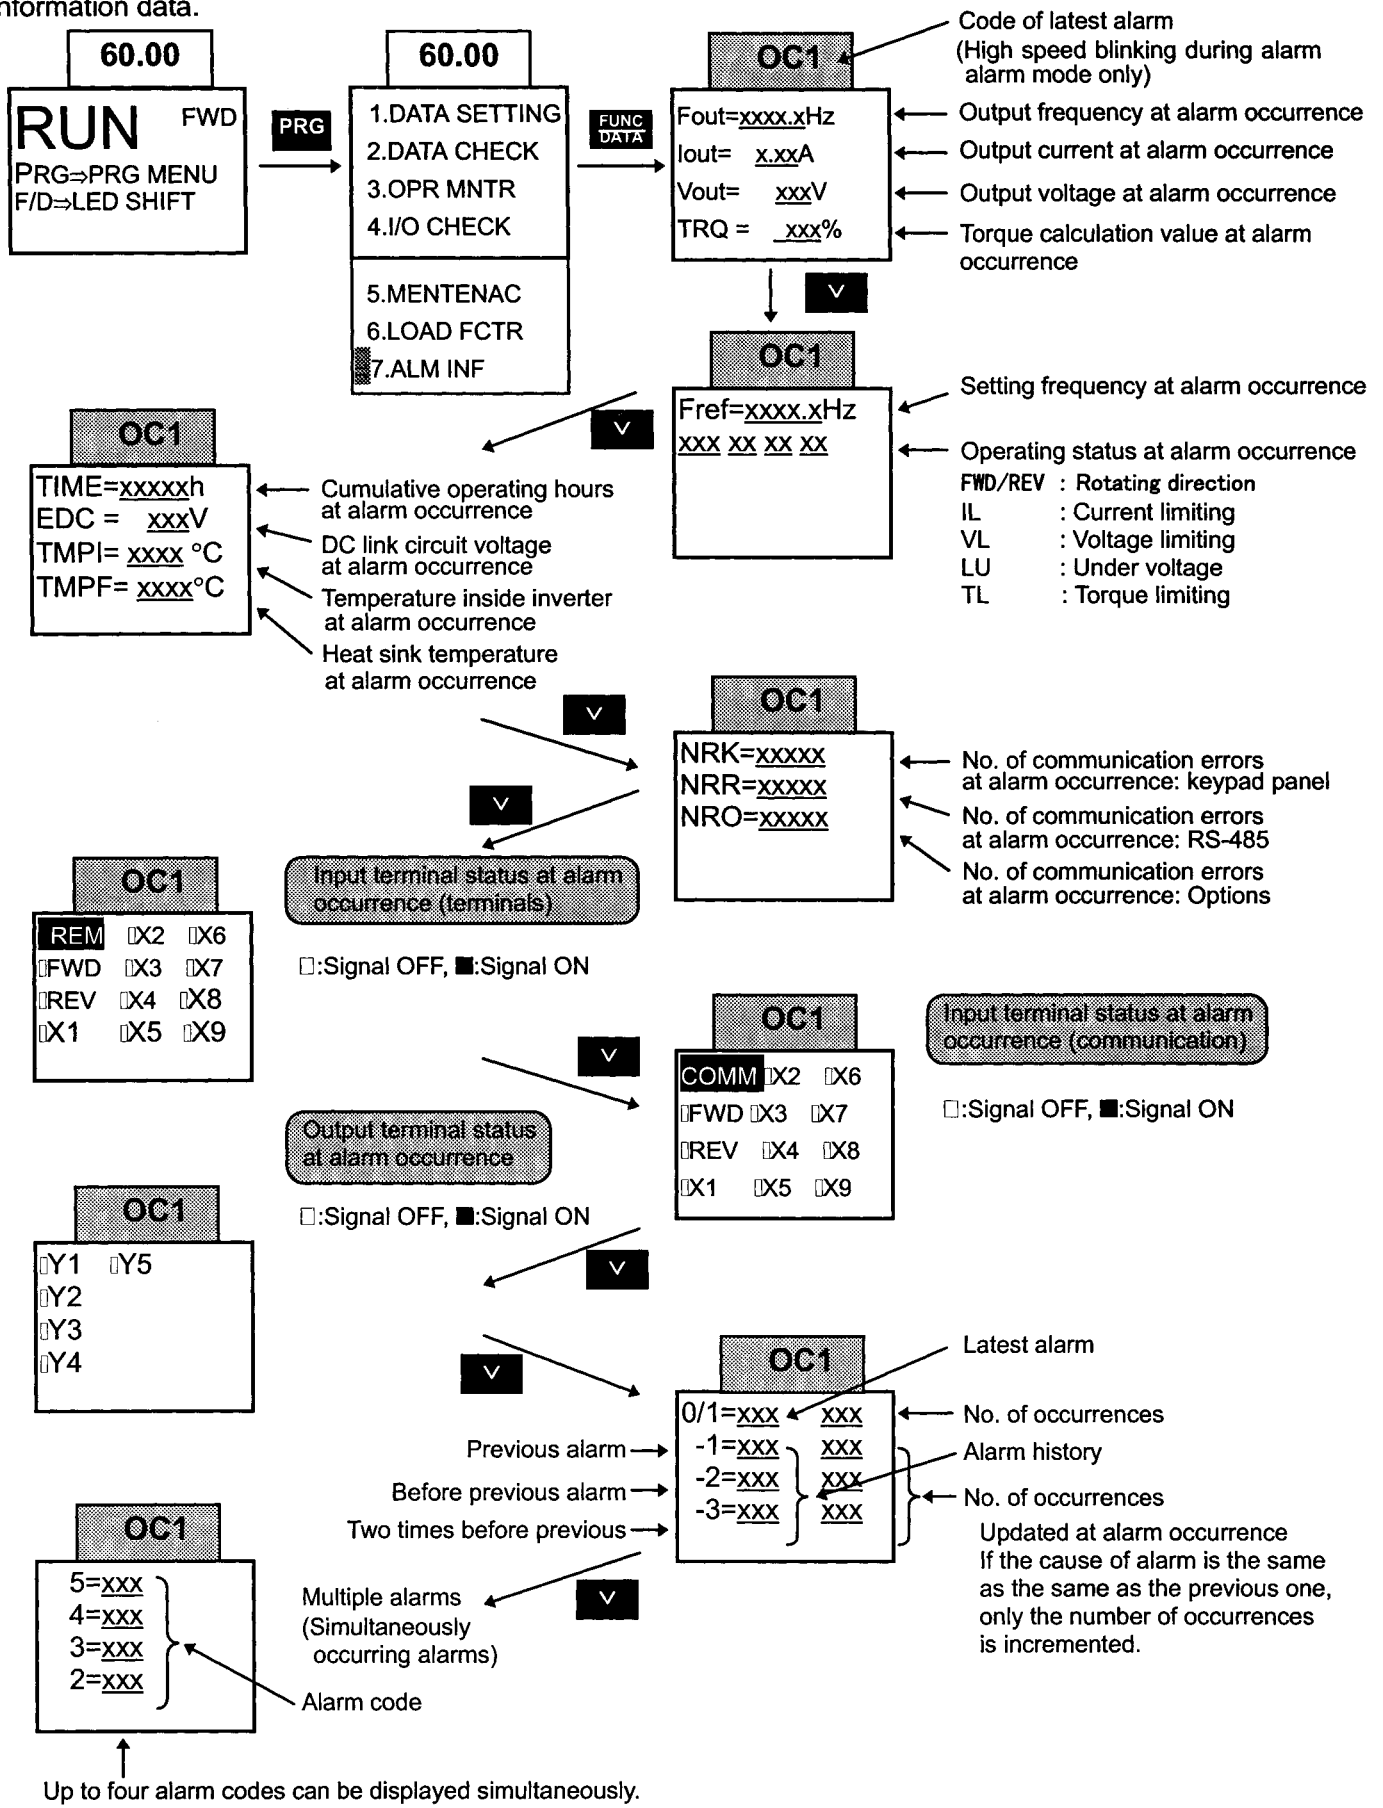 nformation data.
60.00
RUN FWD
PRG⇒PRG MENU
F/D⇒LED SHIFT
PRG
60.00
1.DATA SETTING
2.DATA CHECK
3.OPR MNTR
4.I/O CHECK
5.MENTENAC
6.LOAD FCTR
7.ALM INF
FUNC
DATA
OC1
Fout=xxxx.xHz
Iout= x.xxA
Vout= xxxV
TRQ = xxx%
Code of latest alarm
(High speed blinking during alarm
alarm mode only)
Output frequency at alarm occurrence
Output current at alarm occurrence
Output voltage at alarm occurrence
Torque calculation value at alarm
occurrence
∨
OC1
Fref=xxxx.xHz
xxx xx xx xx
Setting frequency at alarm occurrence
Operating status at alarm occurrence
FWD/REV : Rotating direction
IL : Current limiting
VL : Voltage limiting
LU : Under voltage
TL : Torque limiting
∨
OC1
TIME=xxxxxh
EDC = xxxV
TMPI= xxxx °C
TMPF= xxxx°C
Cumulative operating hours
at alarm occurrence
DC link circuit voltage
at alarm occurrence
Temperature inside inverter
at alarm occurrence
Heat sink temperature
at alarm occurrence
∨
OC1
NRK=xxxxx
NRR=xxxxx
NRO=xxxxx
No. of communication errors
at alarm occurrence: keypad panel
No. of communication errors
at alarm occurrence: RS-485
No. of communication errors
at alarm occurrence: Options
∨
OC1
REM ▯X2 ▯X6
▯FWD ▯X3 ▯X7
▯REV ▯X4 ▯X8
▯X1 ▯X5 ▯X9
Input terminal status at alarm
occurrence (terminals)
□:Signal OFF, ■:Signal ON
∨
OC1
COMM ▯X2 ▯X6
▯FWD ▯X3 ▯X7
▯REV ▯X4 ▯X8
▯X1 ▯X5 ▯X9
Input terminal status at alarm
occurrence (communication)
□:Signal OFF, ■:Signal ON
Output terminal status
at alarm occurrence
□:Signal OFF, ■:Signal ON
∨
OC1
▯Y1 ▯Y5
▯Y2
▯Y3
▯Y4
∨
OC1
0/1=xxx xxx
-1=xxx xxx
-2=xxx xxx
-3=xxx xxx
Latest alarm
No. of occurrences
Alarm history
No. of occurrences
Updated at alarm occurrence
If the cause of alarm is the same
as the same as the previous one,
only the number of occurrences
is incremented.
Previous alarm
Before previous alarm
Two times before previous
∨
OC1
5=xxx
4=xxx
3=xxx
2=xxx
Multiple alarms
(Simultaneously
occurring alarms)
Alarm code
Up to four alarm codes can be displayed simultaneously.